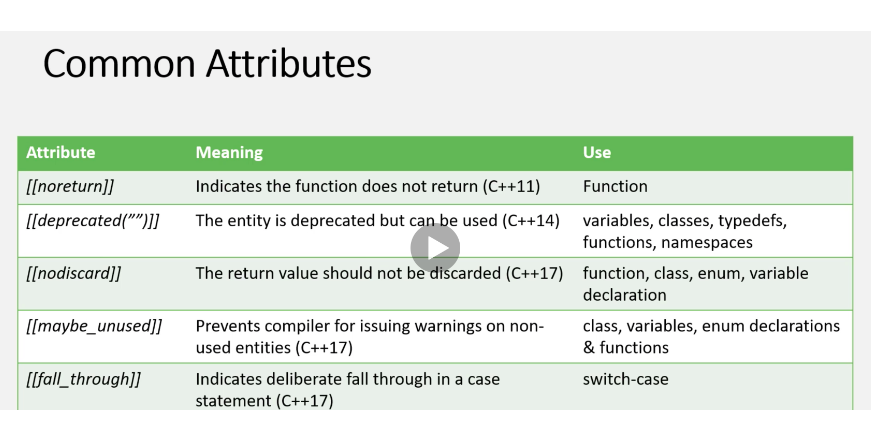 Common Attributes
Attribute Meaning Use
[[noreturn]] Indicates the function does not return (C++11) Function
[[deprecated(””)]] The entity is deprecated but can be used (C++14) variables, classes, typedefs,
functions, namespaces
[[nodiscard]] The return value should not be discarded (C++17) function, class, enum, variable
declaration
[[maybe_unused]] Prevents compiler for issuing warnings on non- class, variables, enum declarations
used entities (C++17) & functions
[[fall_through]] Indicates deliberate fall through in a case switch-case
statement (C++17)